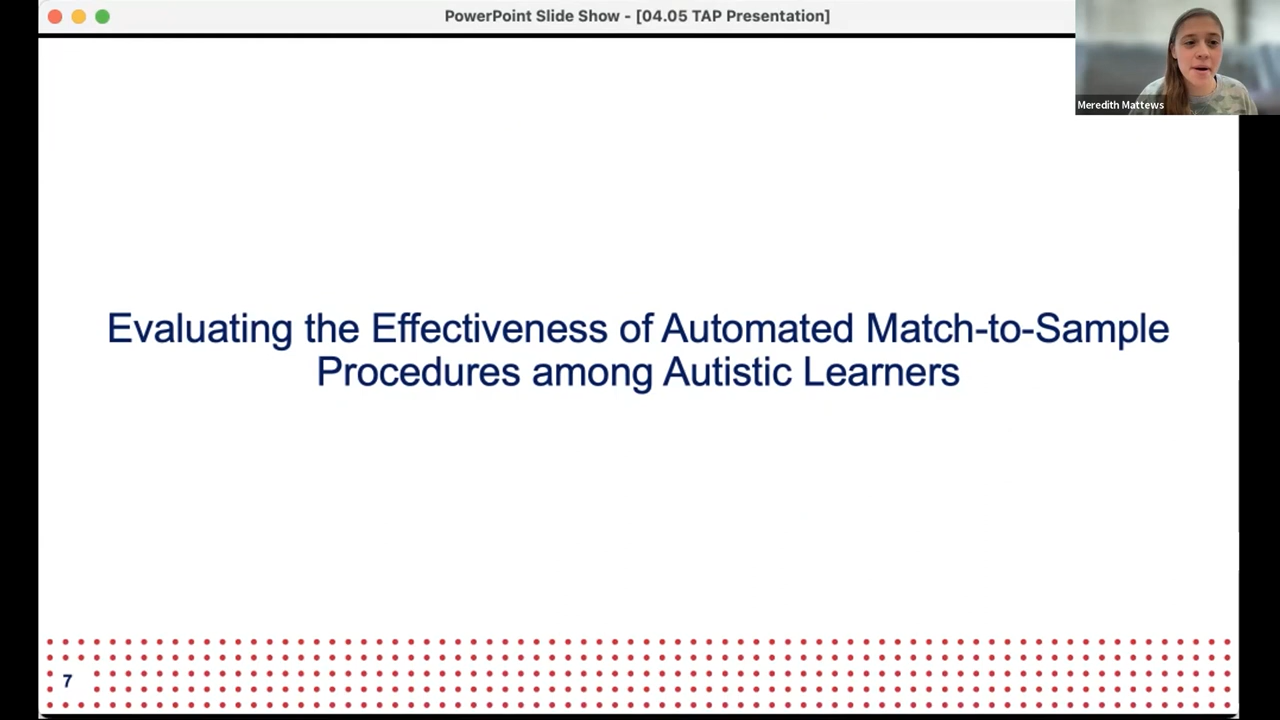 PowerPoint Slide Show - [04.05 TAP Presentation]
Meredith Mattews
Evaluating the Effectiveness of Automated Match-to-Sample
Procedures among Autistic Learners
7